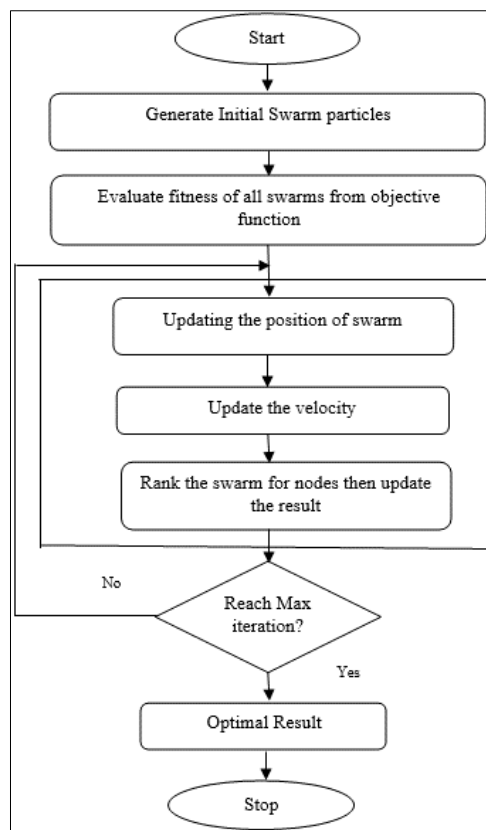 Start
Generate Initial Swarm particles
Evaluate fitness of all swarms from objective
function
Updating the position of swarm
Update the velocity
Rank the swarm for nodes then update
the result
No
Reach Max
iteration?
Yes
Optimal Result
Stop